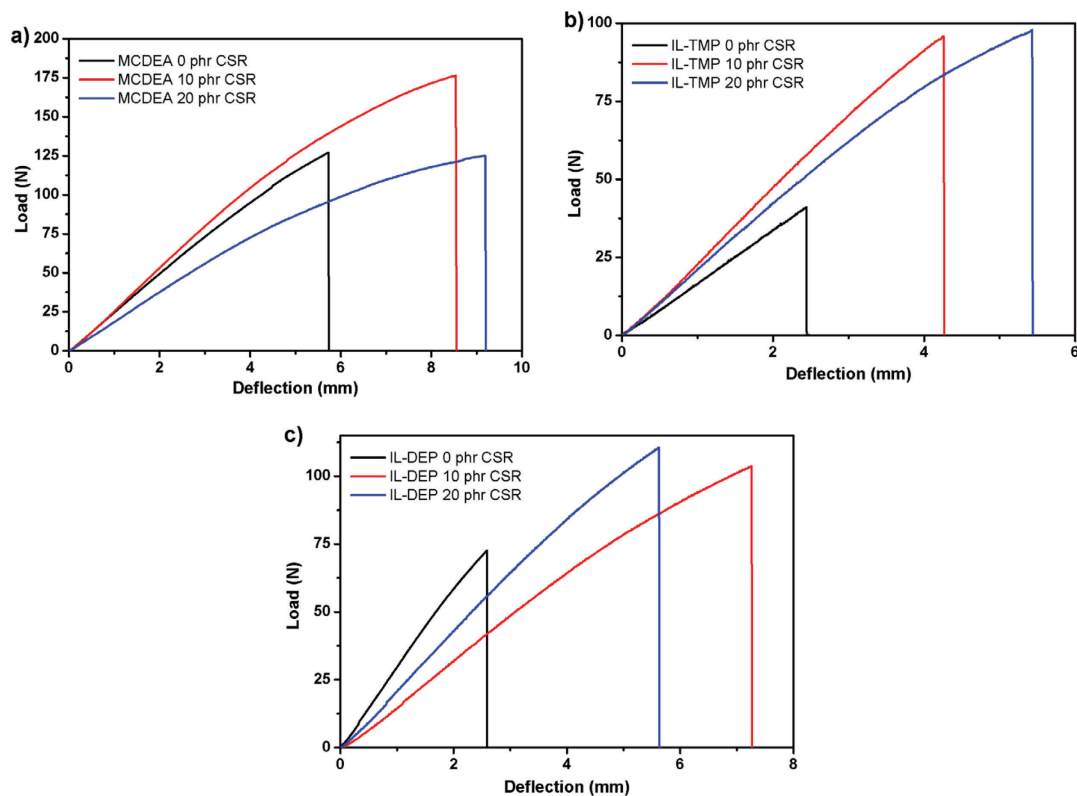 a)
200
175
150
125
100
75
50
25
0
Load (N)
MCDEA 0 phr CSR
MCDEA 10 phr CSR
MCDEA 20 phr CSR
0 2 4 6 8 10
Deflection (mm)
b)
100
75
50
25
0
Load (N)
IL-TMP 0 phr CSR
IL-TMP 10 phr CSR
IL-TMP 20 phr CSR
0 2 4 6
Deflection (mm)
c)
100
75
50
25
0
Load (N)
IL-DEP 0 phr CSR
IL-DEP 10 phr CSR
IL-DEP 20 phr CSR
0 2 4 6 8
Deflection (mm)